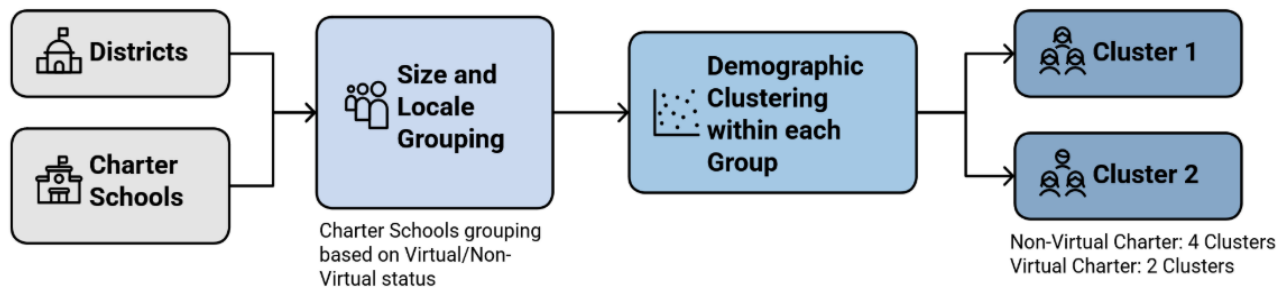 Districts
Charter
Schools
Size and
Locale
Grouping
Charter Schools grouping
based on Virtual/Non-
Virtual status
Demographic
Clustering
within each
Group
Cluster 1
Cluster 2
Non-Virtual Charter: 4 Clusters
Virtual Charter: 2 Clusters